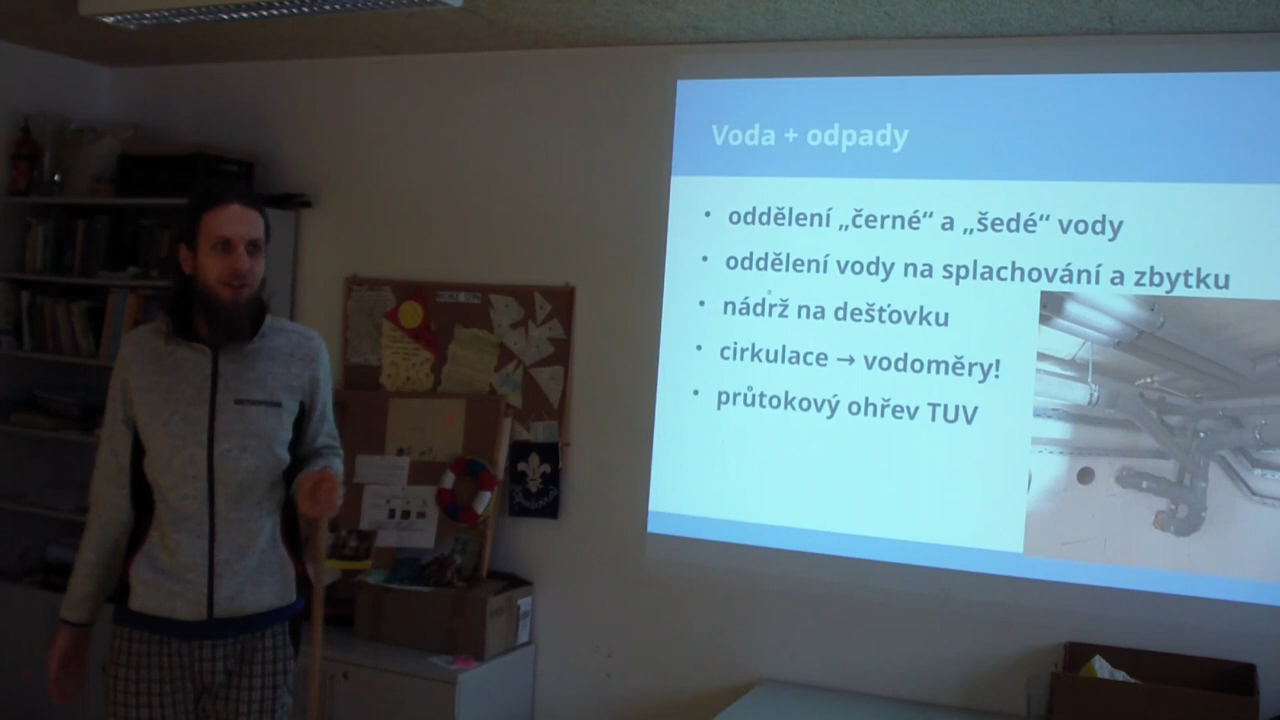 Voda + odpady
• oddělení „černé“ a „šedé“ vody
• oddělení vody na splachování a zbytku
• nádrž na dešťovku
• cirkulace → vodoměry!
• průtokový ohřev TUV